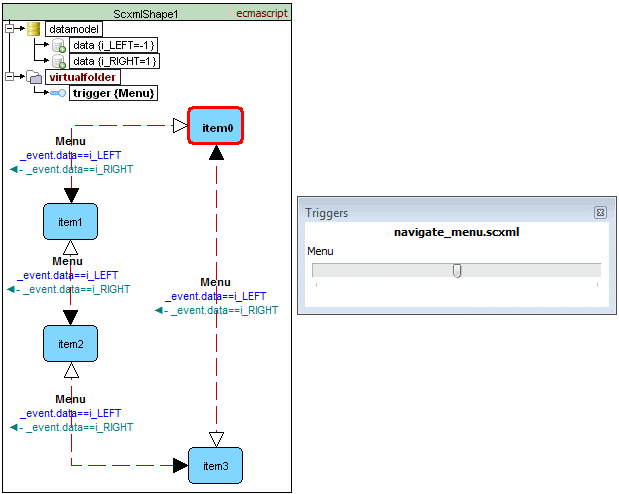 ScxmlShape1 ecmascript
datamodel
data {i_LEFT=-1}
data {i_RIGHT=1}
virtualfolder
trigger {Menu}
item0
Menu
_event.data==i_LEFT
_event.data==i_RIGHT
item1
Menu
_event.data==i_LEFT
_event.data==i_RIGHT
Menu
_event.data==i_LEFT
_event.data==i_RIGHT
item2
Menu
_event.data==i_LEFT
_event.data==i_RIGHT
item3
Triggers
navigate_menu.scxml
Menu